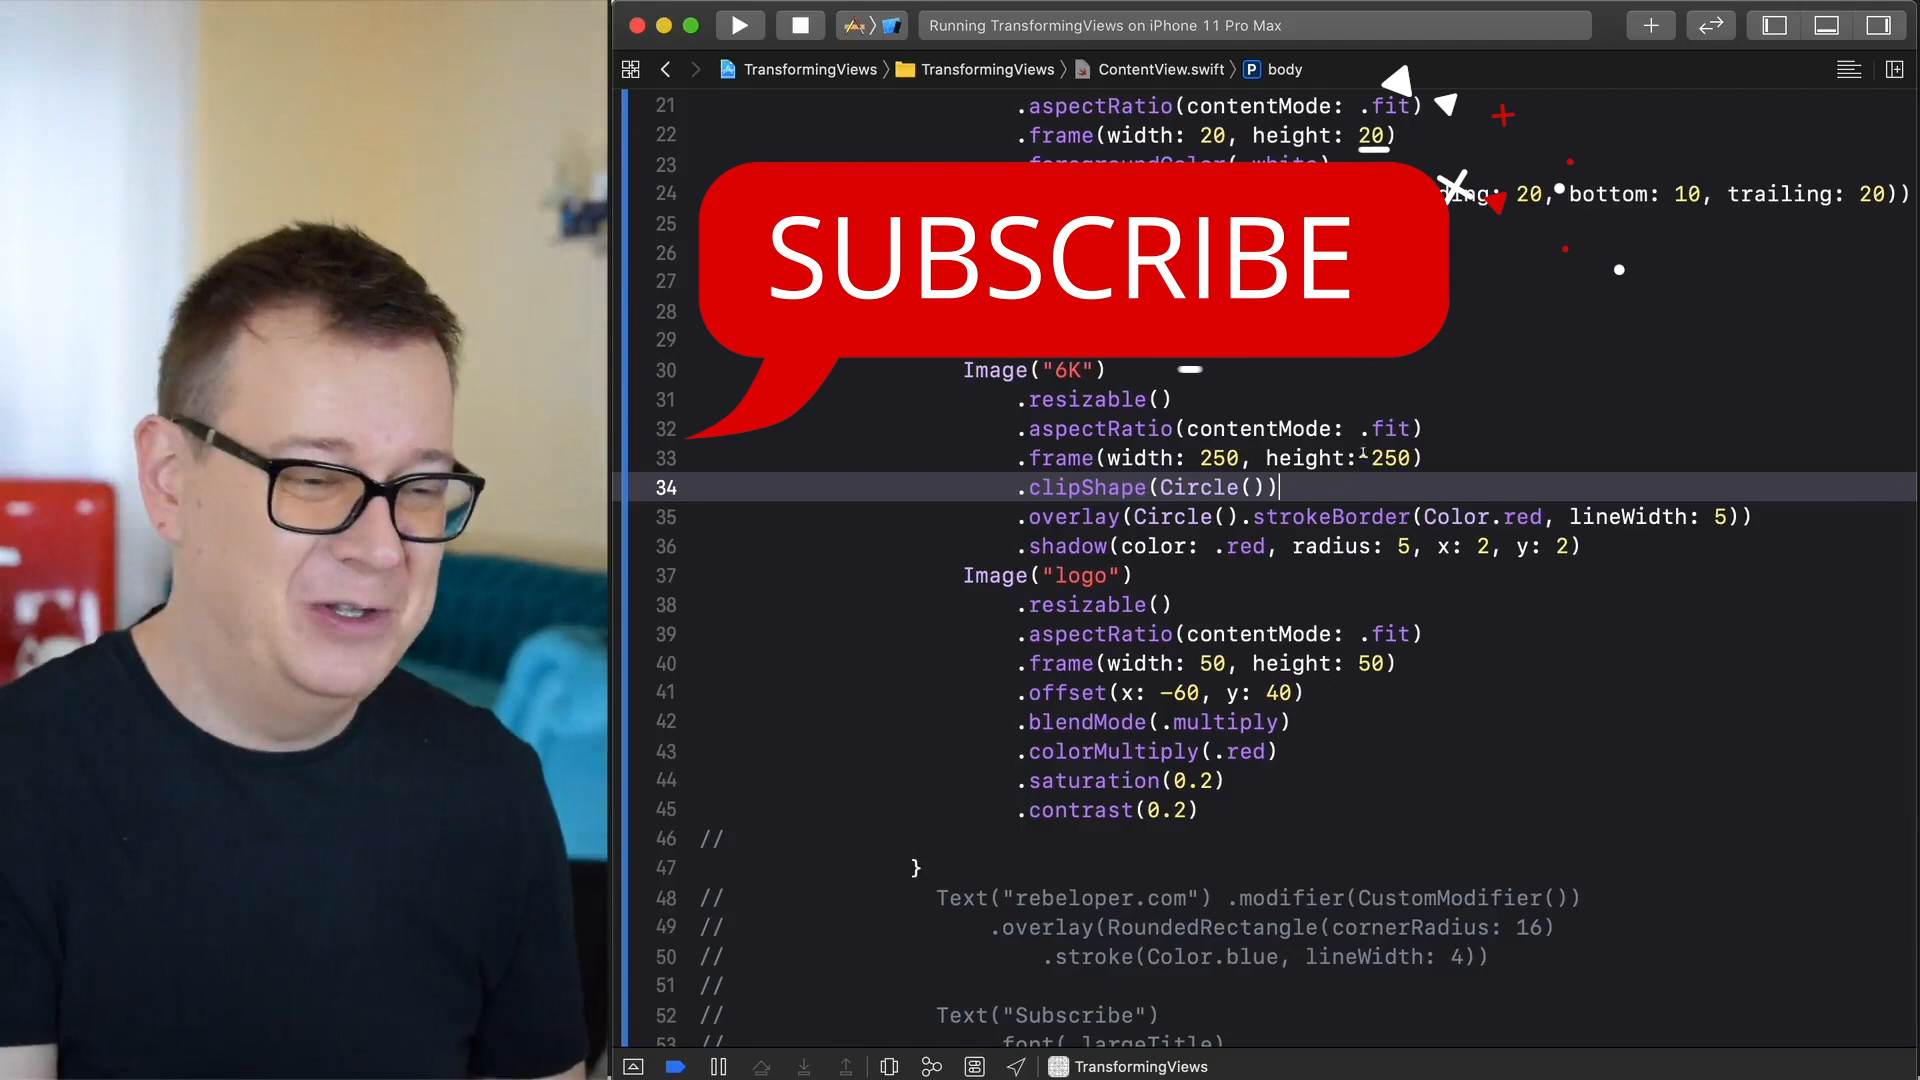 Running TransformingViews on iPhone 11 Pro Max
TransformingViews TransformingViews ContentView.swift P body
21 .aspectRatio(contentMode: .fit)
22 .frame(width: 20, height: 20)
23
24 20, bottom: 10, trailing: 20))
25
26
27
28
29
SUBSCRIBE
30 Image("6K")
31 .resizable()
32 .aspectRatio(contentMode: .fit)
33 .frame(width: 250, height: 250)
34 .clipShape(Circle())
35 .overlay(Circle().strokeBorder(Color.red, lineWidth: 5))
36 .shadow(color: .red, radius: 5, x: 2, y: 2)
37 Image("logo")
38 .resizable()
39 .aspectRatio(contentMode: .fit)
40 .frame(width: 50, height: 50)
41 .offset(x: -60, y: 40)
42 .blendMode(.multiply)
43 .colorMultiply(.red)
44 .saturation(0.2)
45 .contrast(0.2)
46 //
47 }
48 // Text("rebeloper.com") .modifier(CustomModifier())
49 // .overlay(RoundedRectangle(cornerRadius: 16)
50 // .stroke(Color.blue, lineWidth: 4))
51 //
52 // Text("Subscribe")
53 // .font(.largeTitle)
TransformingViews